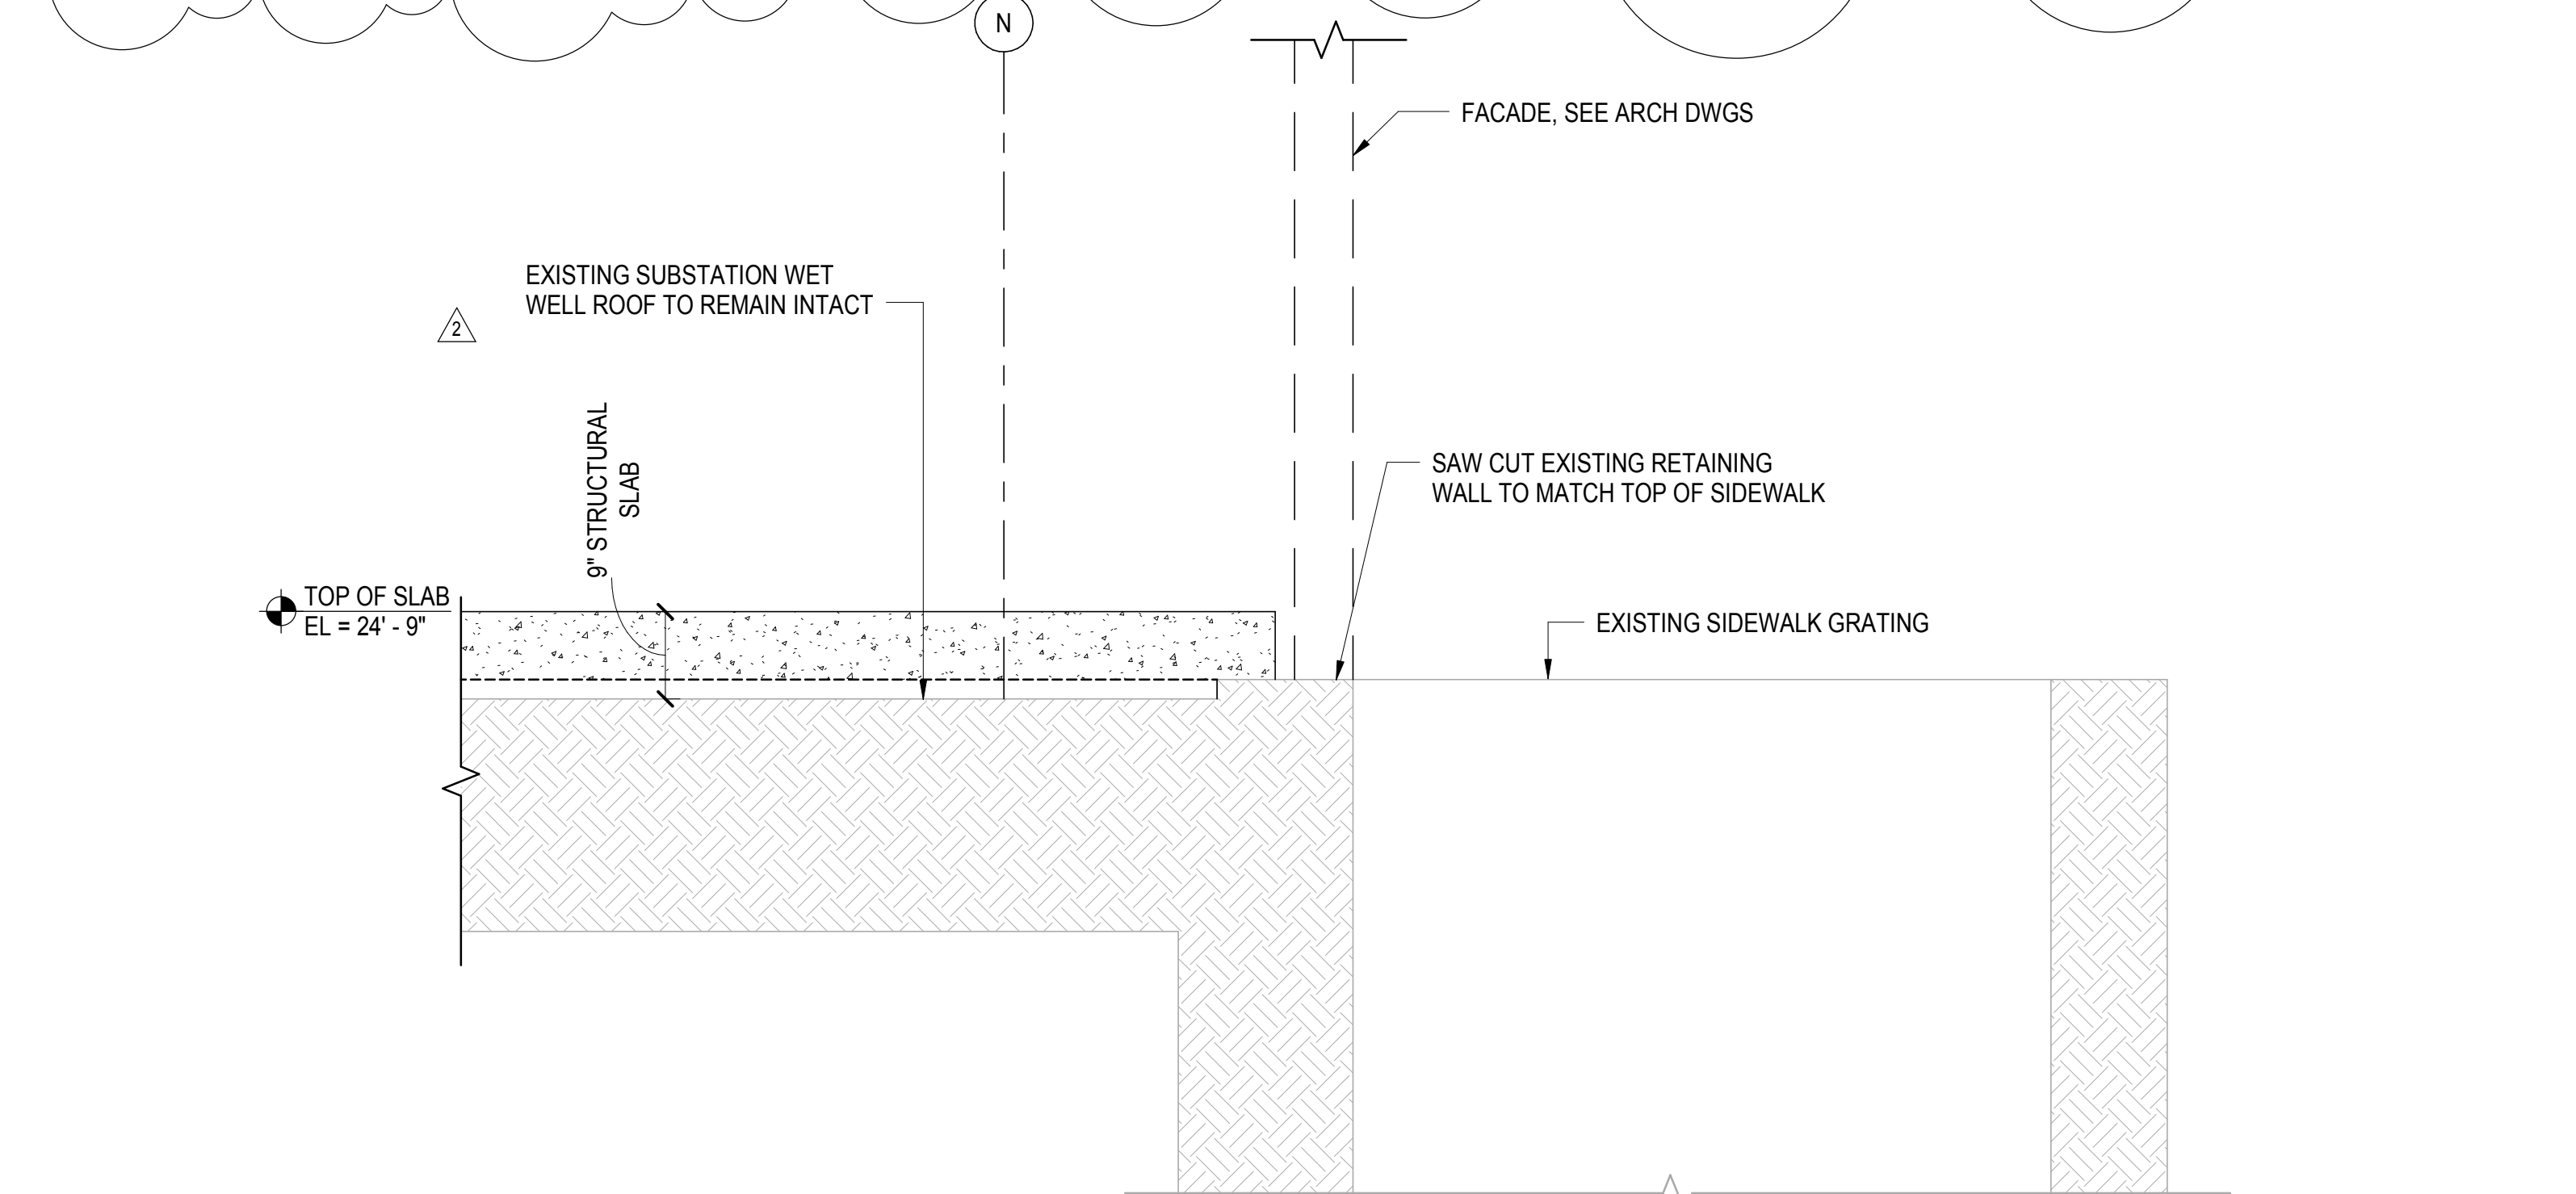 N
FACADE, SEE ARCH DWGS
EXISTING SUBSTATION WET
WELL ROOF TO REMAIN INTACT
2
9" STRUCTURAL
SLAB
SAW CUT EXISTING RETAINING
WALL TO MATCH TOP OF SIDEWALK
TOP OF SLAB
EL = 24' - 9"
EXISTING SIDEWALK GRATING